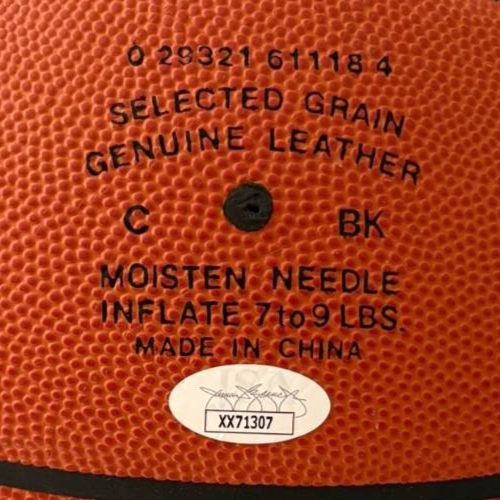 0 29321 61118 4
SELECTED GRAIN
GENUINE LEATHER
C BK
MOISTEN NEEDLE
INFLATE 7 to 9 LBS.
MADE IN CHINA
JSA
XX71307